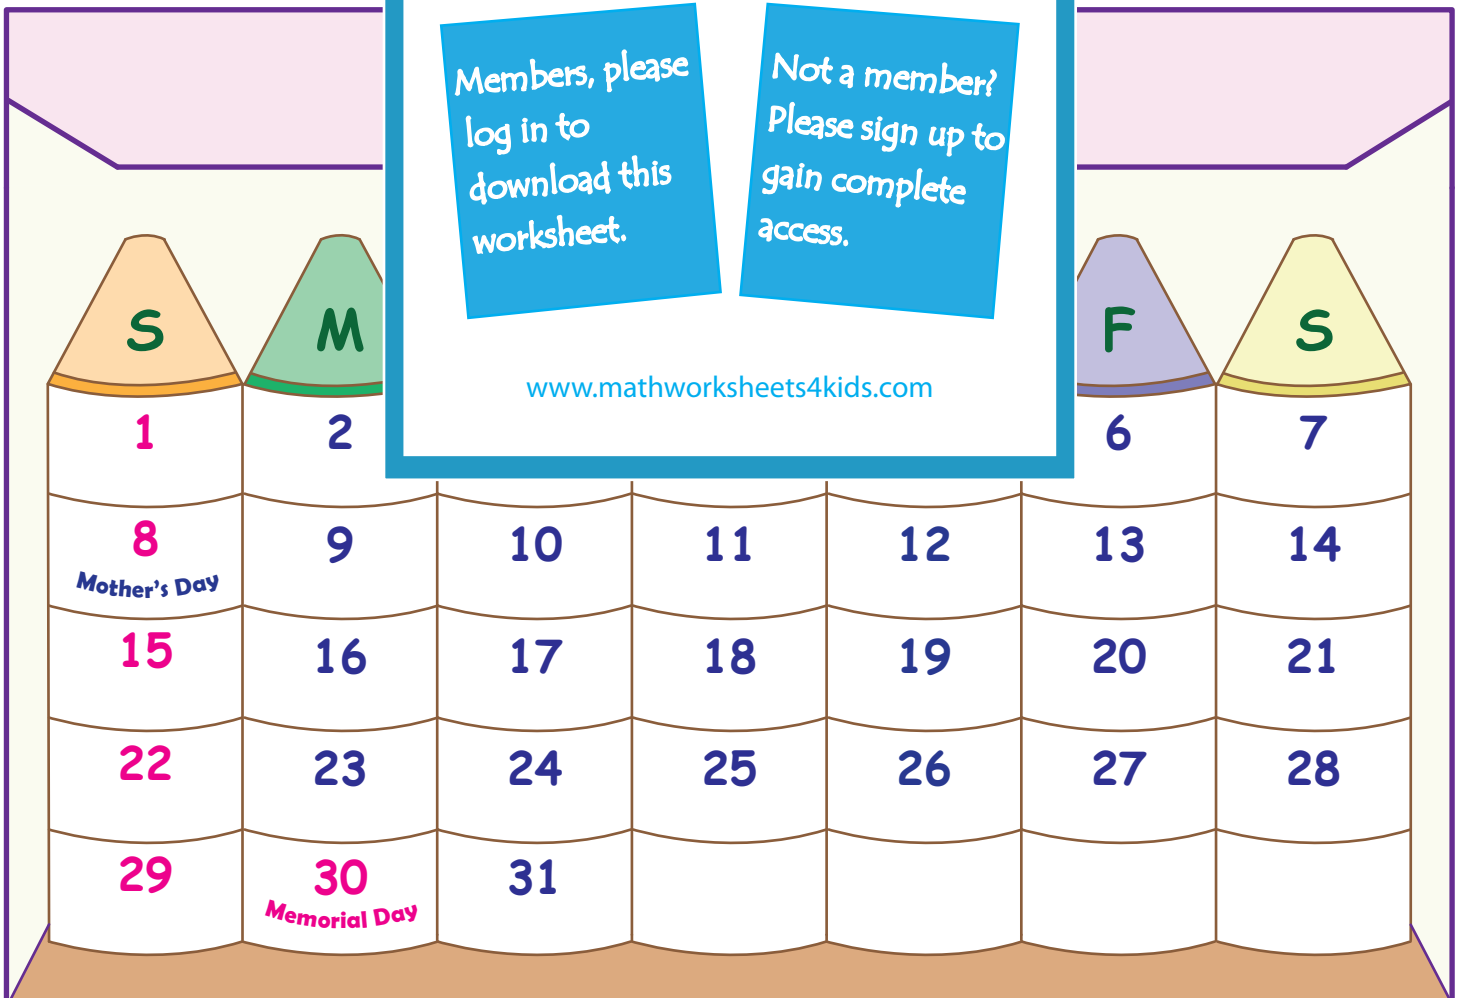 Members, please
log in to
download this
worksheet.
Not a member?
Please sign up to
gain complete
access.
www.mathworksheets4kids.com
S M F S
1 2 6 7
8 9 10 11 12 13 14
Mother's Day
15 16 17 18 19 20 21
22 23 24 25 26 27 28
29 30 31
Memorial Day